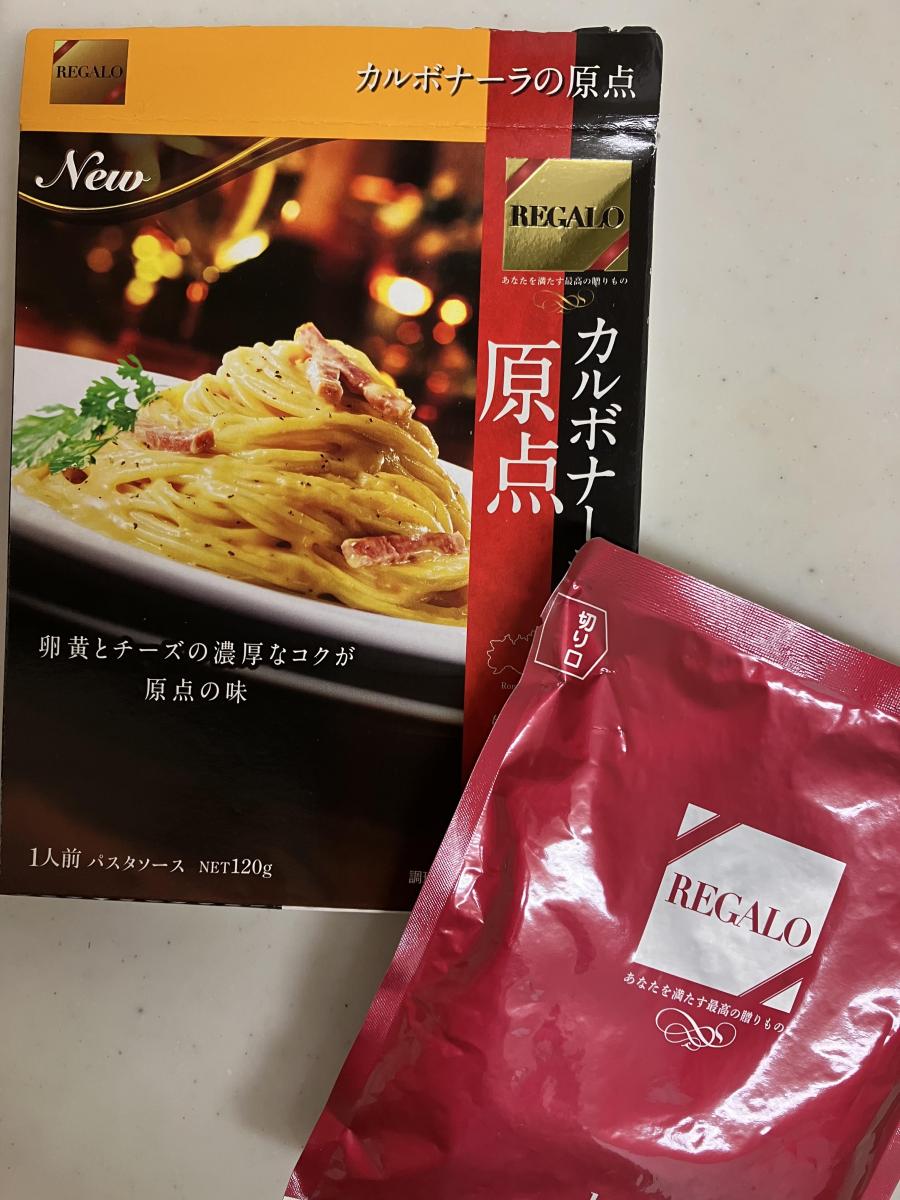 REGALO
カルボナーラの原点
New
REGALO
あなたを満たす最高の贈りもの
カルボナー
原点
卵黄とチーズの濃厚なコクが
原点の味
1人前 パスタソース NET120g
切り口
REGALO
あなたを満たす最高の贈りもの